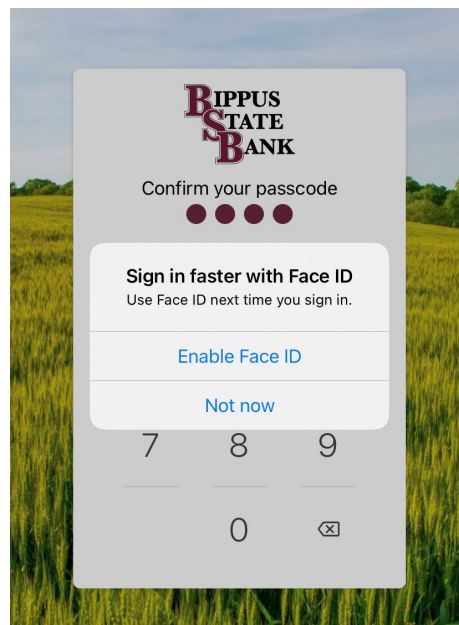 BIPPUS
STATE
BANK
Confirm your passcode
Sign in faster with Face ID
Use Face ID next time you sign in.
Enable Face ID
Not now
7 8 9
0